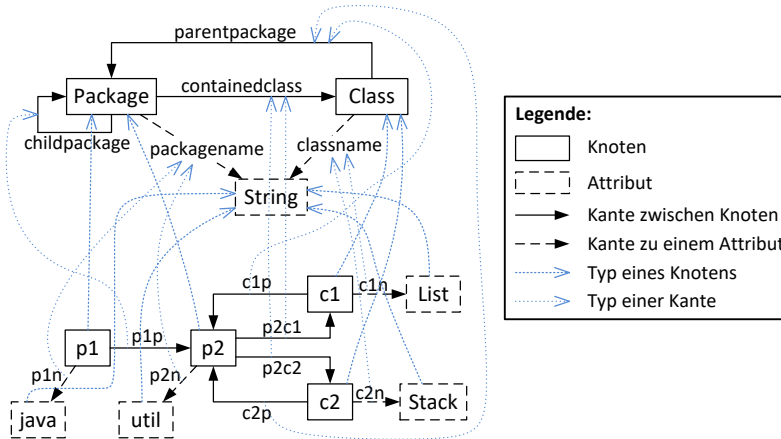 parentpackage
Package
containedclass
Class
childpackage
packagename
classname
String
Legende:
Knoten
Attribut
Kante zwischen Knoten
Kante zu einem Attribut
Typ eines Knotens
Typ einer Kante
c1p
c1
c1n
List
p1
p1p
p2
p2c1
p2c2
p1n
p2n
c2p
c2
c2n
java
util
Stack